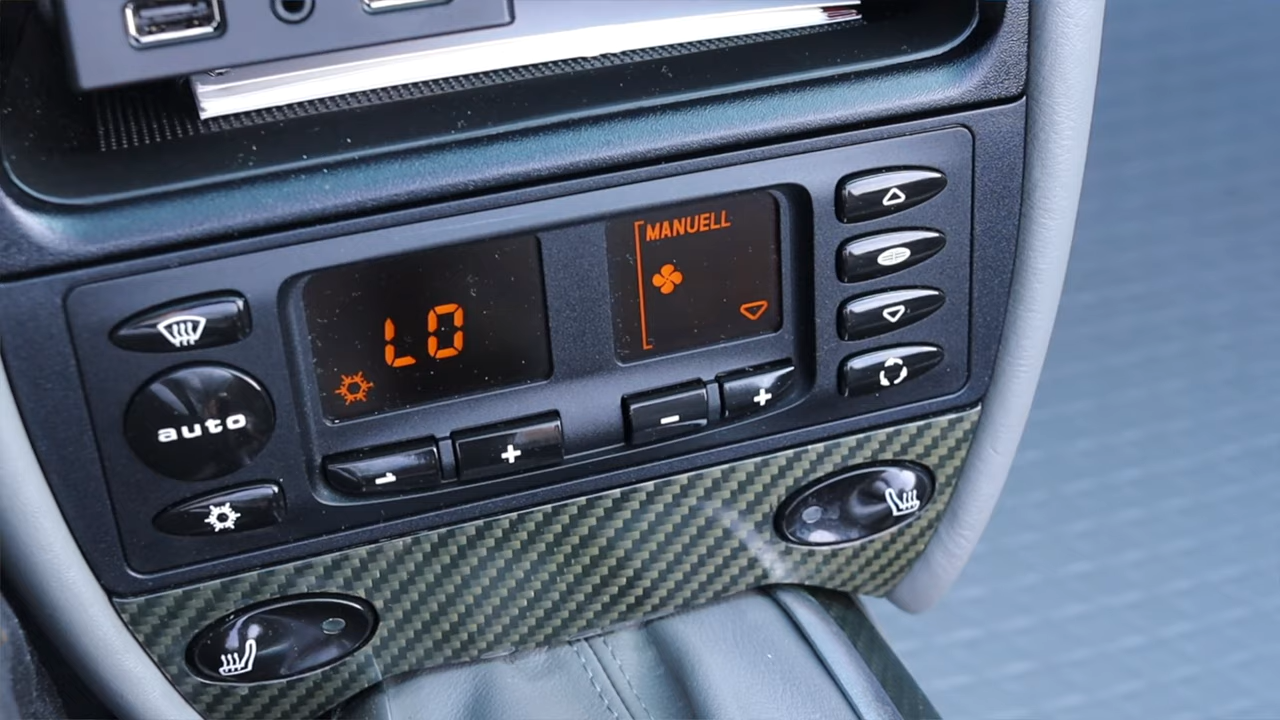 MANUELL
LO
auto
- +
- +